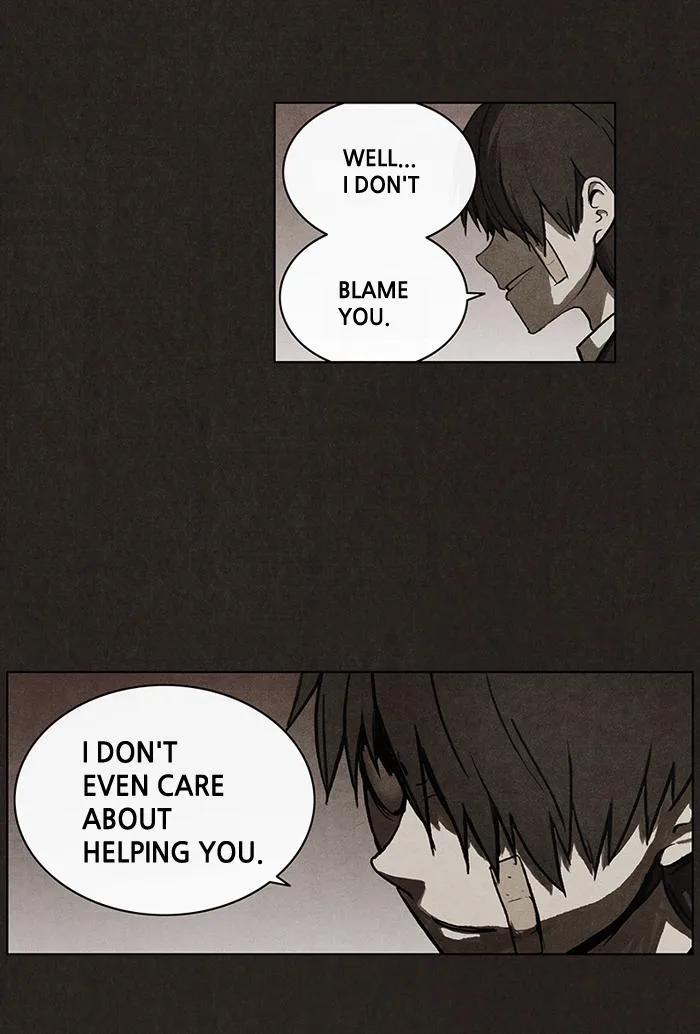 WELL...
I DON'T
BLAME
YOU.
I DON'T
EVEN CARE
ABOUT
HELPING YOU.